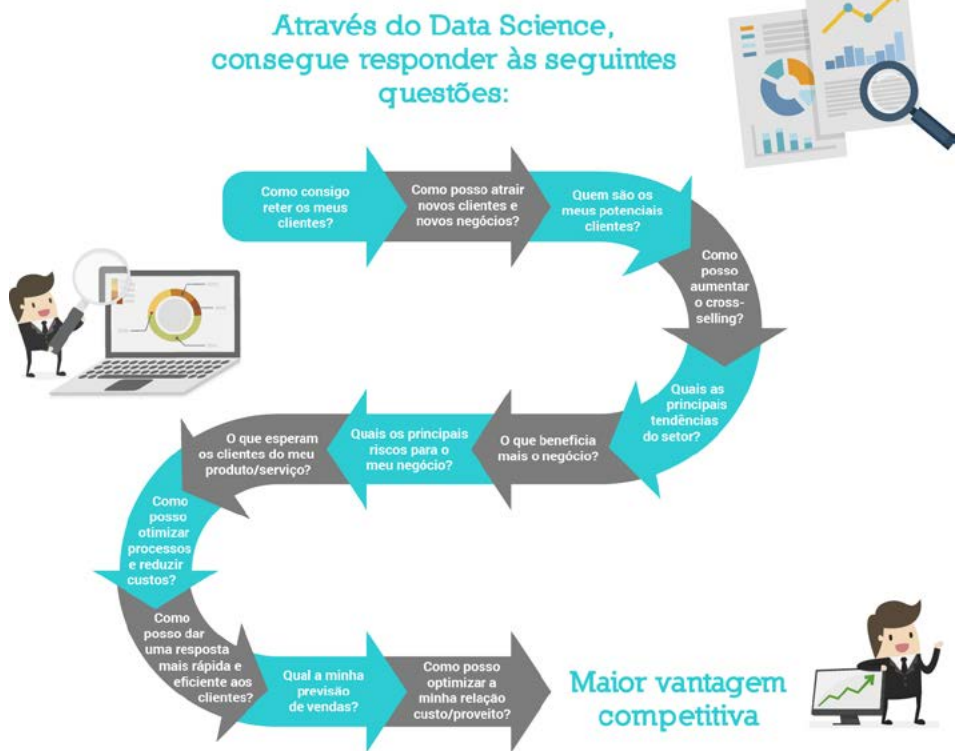 Através do Data Science,
consegue responder às seguintes
questões:
Como consigo
reter os meus
clientes?
Como posso atrair
novos clientes e
novos negócios?
Quem são os
meus potenciais
clientes?
Como
posso
aumentar
o cross-
selling?
Quais as
principais
tendências
do setor?
O que beneficia
mais o negócio?
Quais os principais
riscos para o
meu negócio?
O que esperam
os clientes do meu
produto/serviço?
Como
posso
otimizar
processos
e reduzir
custos?
Como
posso dar
uma resposta
mais rápida e
eficiente aos
clientes?
Qual a minha
previsão
de vendas?
Como posso
optimizar a
minha relação
custo/proveito?
Maior vantagem
competitiva